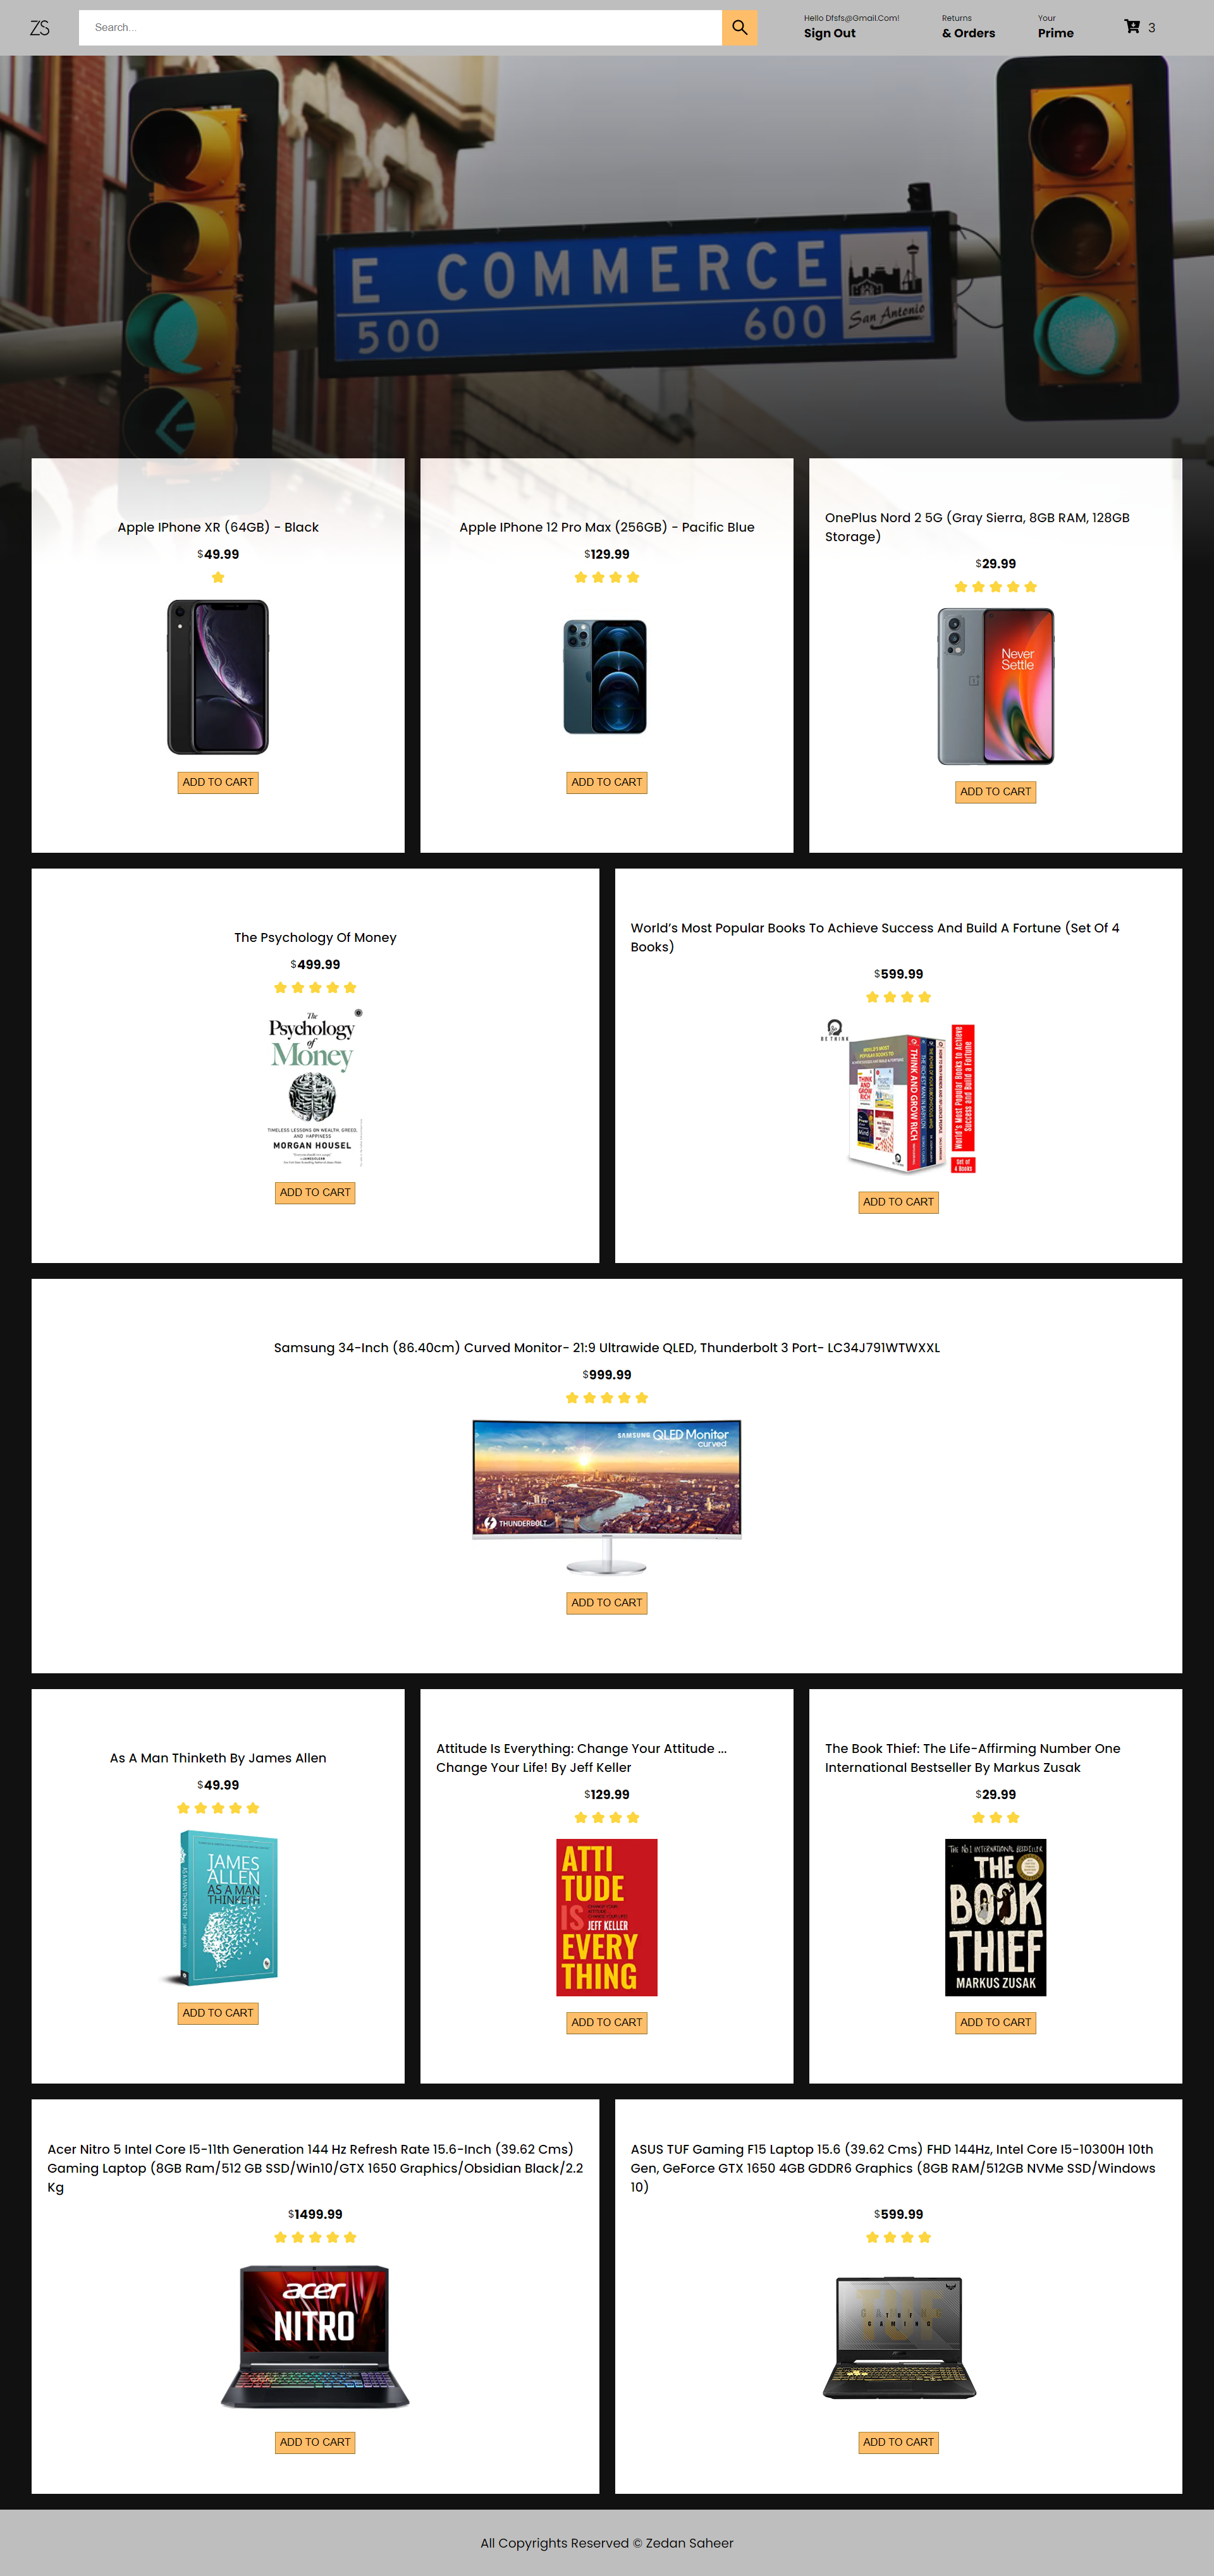 ZS
Search...
Hello Dfsfs@Gmail.Com!
Sign Out
Returns
& Orders
Your
Prime
3
E COMMERCE
500
600
San Antonio
Apple IPhone XR (64GB) - Black
$49.99
ADD TO CART
Apple IPhone 12 Pro Max (256GB) - Pacific Blue
$129.99
ADD TO CART
OnePlus Nord 2 5G (Gray Sierra, 8GB RAM, 128GB
Storage)
$29.99
Never
Settle
ADD TO CART
The Psychology Of Money
$499.99
The
Psychology
of
Money
TIMELESS LESSONS ON WEALTH, GREED,
AND HAPPINESS
MORGAN HOUSEL
ADD TO CART
World's Most Popular Books To Achieve Success And Build A Fortune (Set Of 4
Books)
$599.99
BE THINK
THINK AND GROW RICH
World's Most Popular Books to Achieve
Success and Build a Fortune
Set of
4 Books
ADD TO CART
Samsung 34-Inch (86.40cm) Curved Monitor- 21:9 Ultrawide QLED, Thunderbolt 3 Port- LC34J791WTWXXL
$999.99
SAMSUNG QLED Monitor
curved
THUNDERBOLT
ADD TO CART
As A Man Thinketh By James Allen
$49.99
JAMES
ALLEN
AS A MAN
THINKETH
ADD TO CART
Attitude Is Everything: Change Your Attitude ...
Change Your Life! By Jeff Keller
$129.99
ATTI
TUDE
IS
JEFF KELLER
EVERY
THING
ADD TO CART
The Book Thief: The Life-Affirming Number One
International Bestseller By Markus Zusak
$29.99
THE No.1 INTERNATIONAL BESTSELLER
THE
BOOK
THIEF
MARKUS ZUSAK
ADD TO CART
Acer Nitro 5 Intel Core I5-11th Generation 144 Hz Refresh Rate 15.6-Inch (39.62 Cms)
Gaming Laptop (8GB Ram/512 GB SSD/Win10/GTX 1650 Graphics/Obsidian Black/2.2
Kg
$1499.99
acer
NITRO
ADD TO CART
ASUS TUF Gaming F15 Laptop 15.6 (39.62 Cms) FHD 144Hz, Intel Core I5-10300H 10th
Gen, GeForce GTX 1650 4GB GDDR6 Graphics (8GB RAM/512GB NVMe SSD/Windows
10)
$599.99
TUF
GAMING
ADD TO CART
All Copyrights Reserved © Zedan Saheer